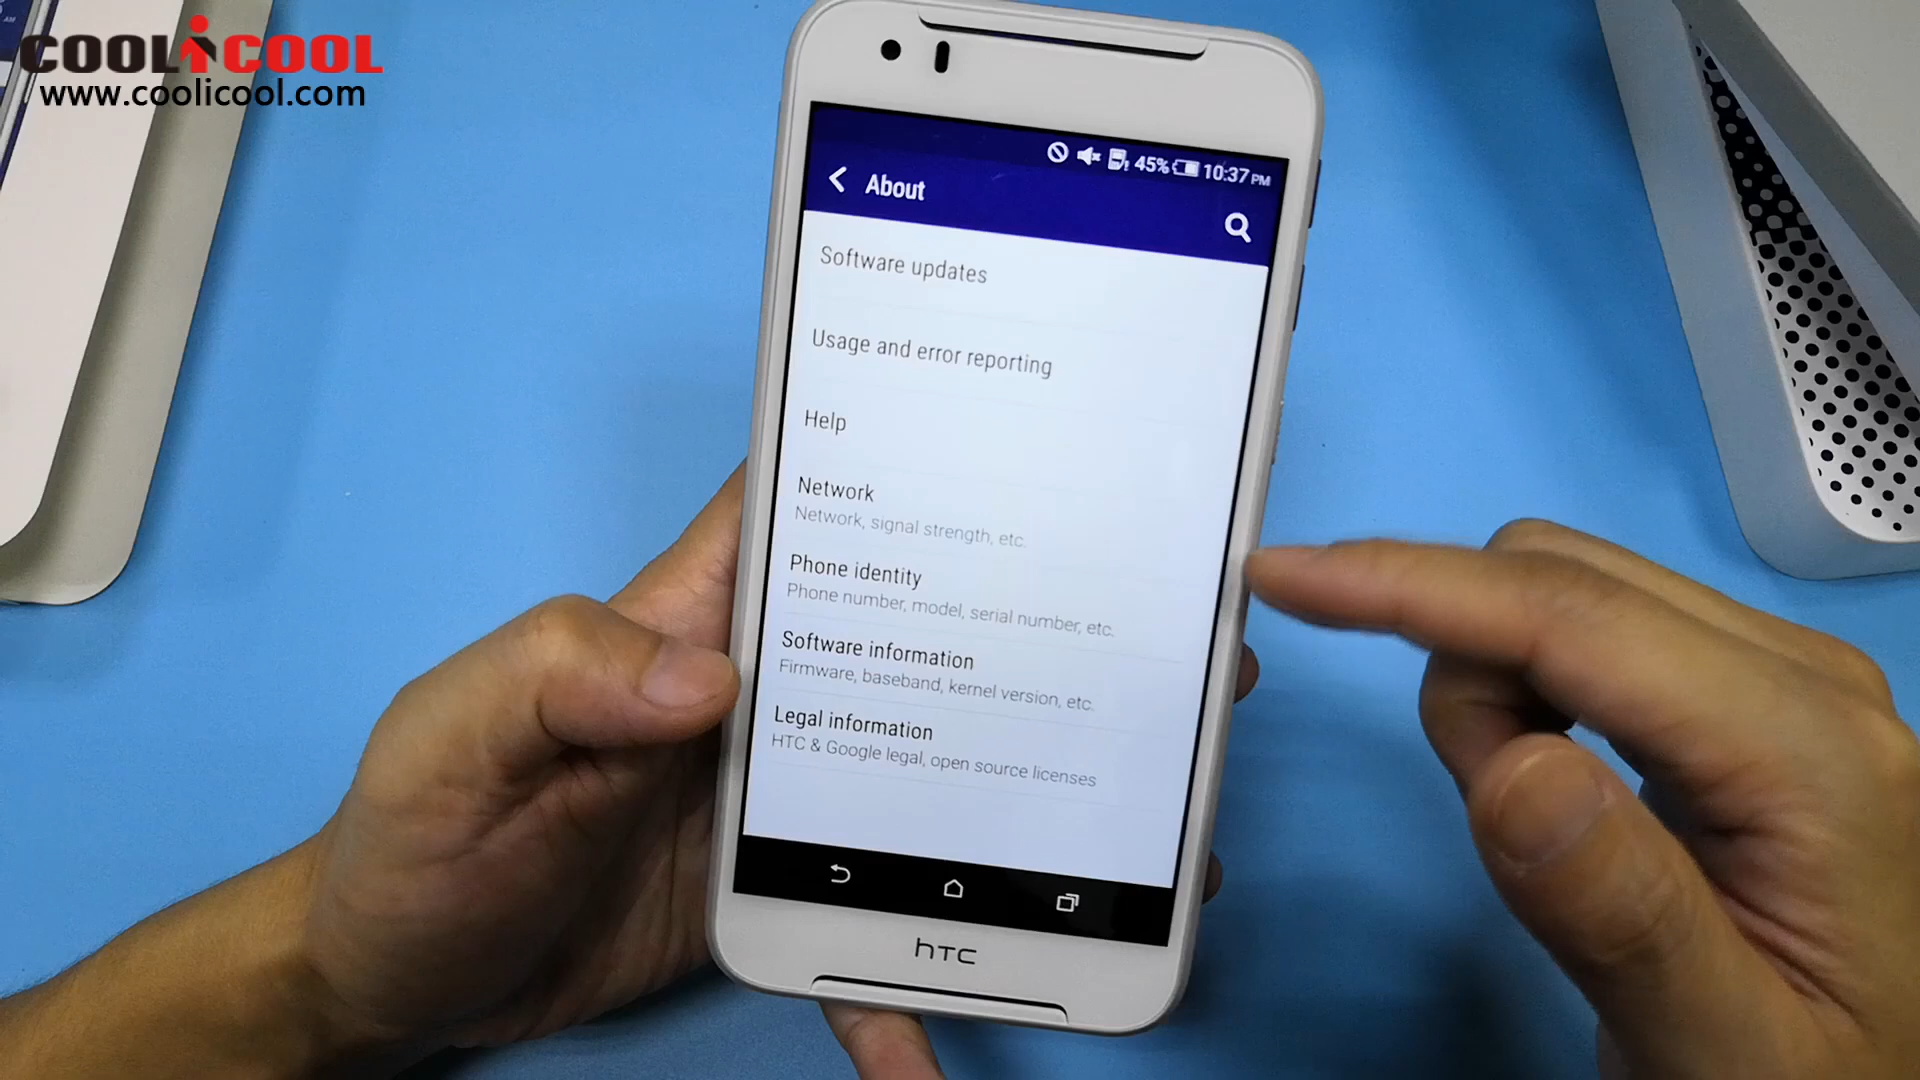 COOLiCOOL
www.coolicool.com
45% 10:37 PM
About
Software updates
Usage and error reporting
Help
Network
Network, signal strength, etc.
Phone identity
Phone number, model, serial number, etc.
Software information
Firmware, baseband, kernel version, etc.
Legal information
HTC & Google legal, open source licenses
hTC